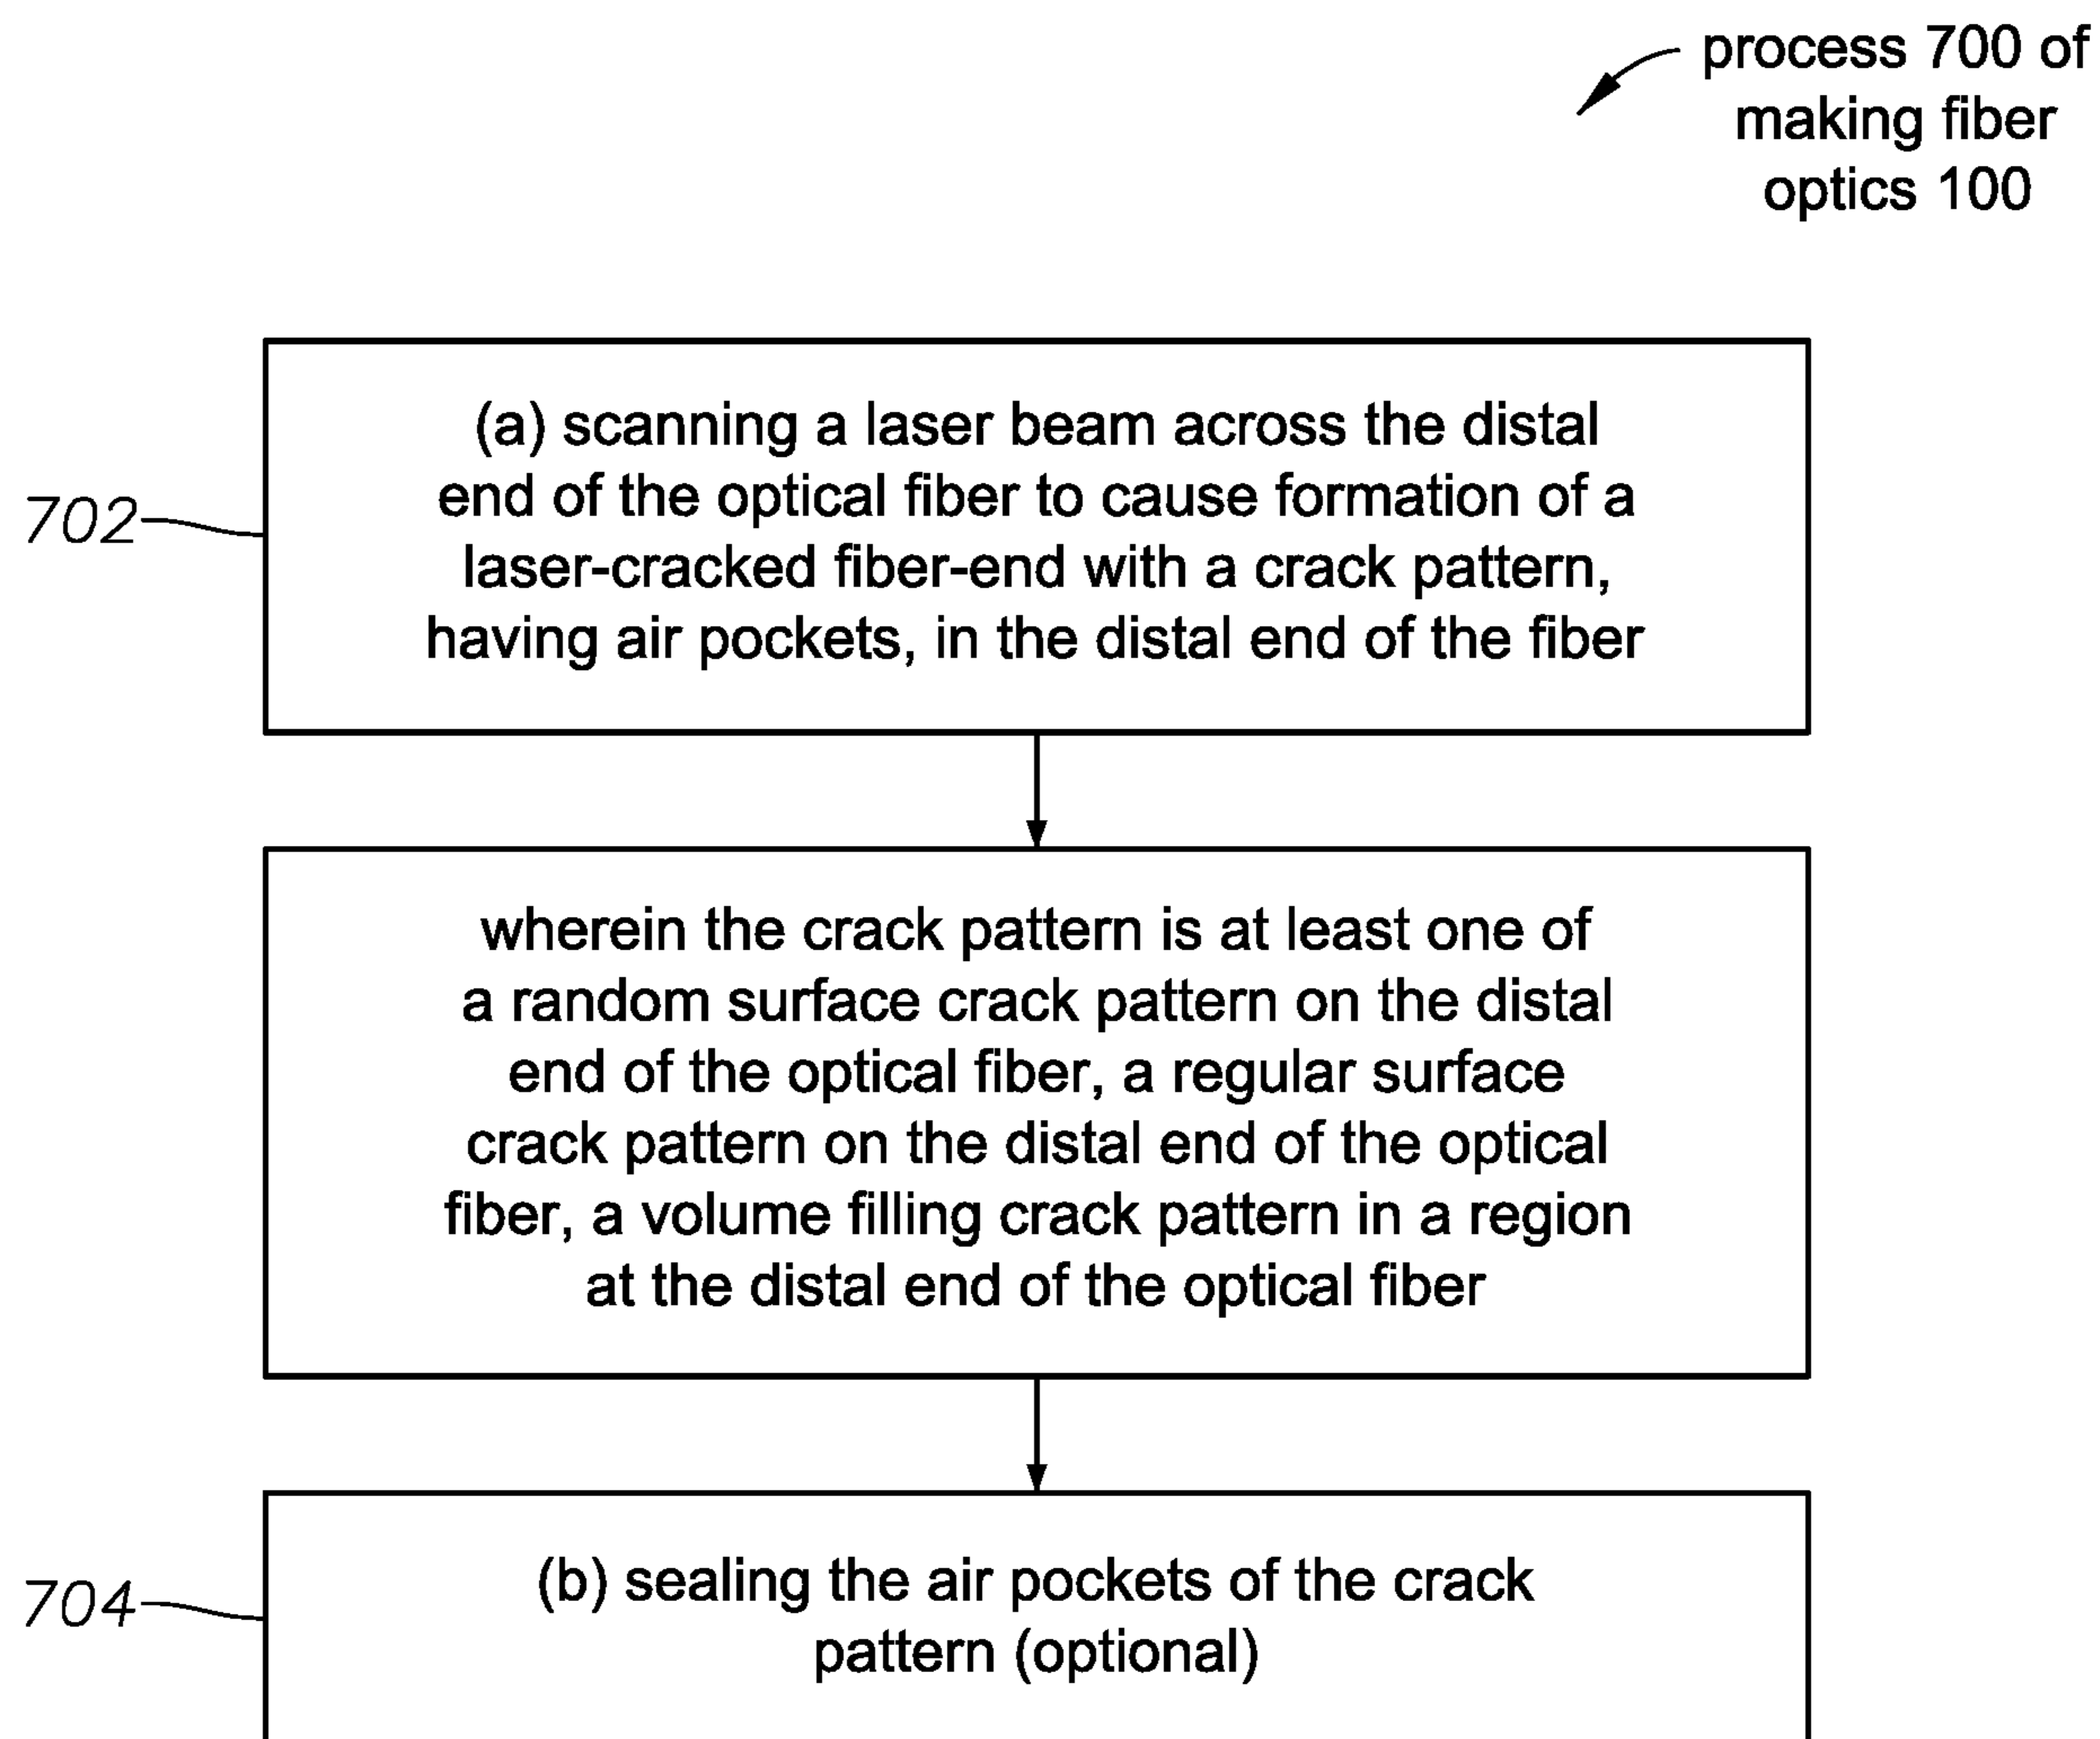 process 700 of
making fiber
optics 100
(a) scanning a laser beam across the distal
end of the optical fiber to cause formation of a
laser-cracked fiber-end with a crack pattern,
having air pockets, in the distal end of the fiber
702
wherein the crack pattern is at least one of
a random surface crack pattern on the distal
end of the optical fiber, a regular surface
crack pattern on the distal end of the optical
fiber, a volume filling crack pattern in a region
at the distal end of the optical fiber
(b) sealing the air pockets of the crack
pattern (optional)
704